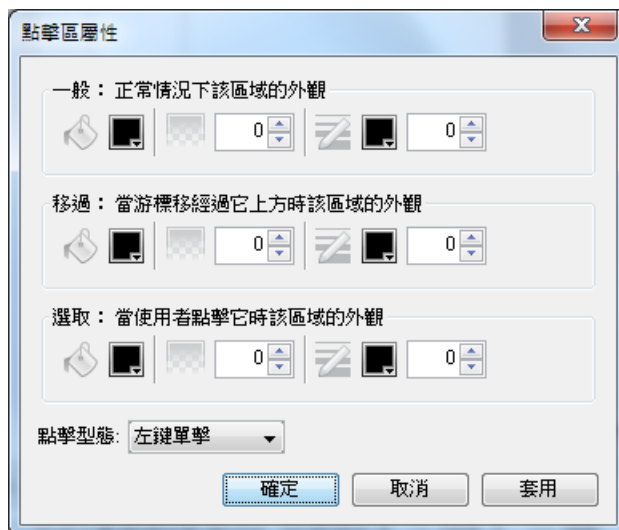 點擊區屬性
一般： 正常情況下該區域的外觀
0 0
移過： 當游標移經過它上方時該區域的外觀
0 0
選取： 當使用者點擊它時該區域的外觀
0 0
點擊型態: 左鍵單擊
確定 取消 套用